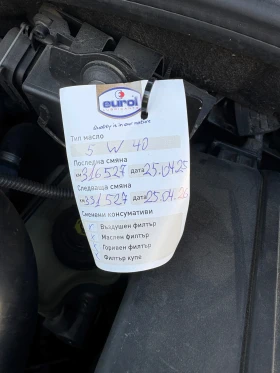 eurol
Quality is in our nature
Тип масло
5 W 40
Последна смяна
км 316527 дата 25.04.25
Следваща смяна
км 331527 дата 25.04.26
Сменени консумативи
Въздушен филтър
Маслен филтър
Горивен филтър
Филтър купе